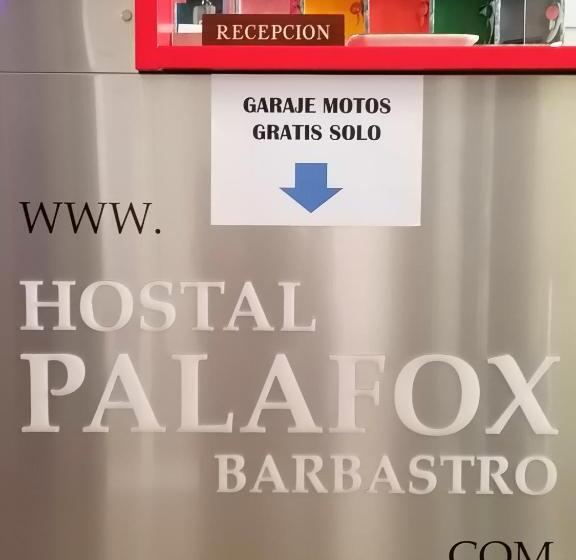 RECEPCION
GARAJE MOTOS
GRATIS SOLO
WWW.
HOSTAL
PALAFOX
BARBASTRO
.COM